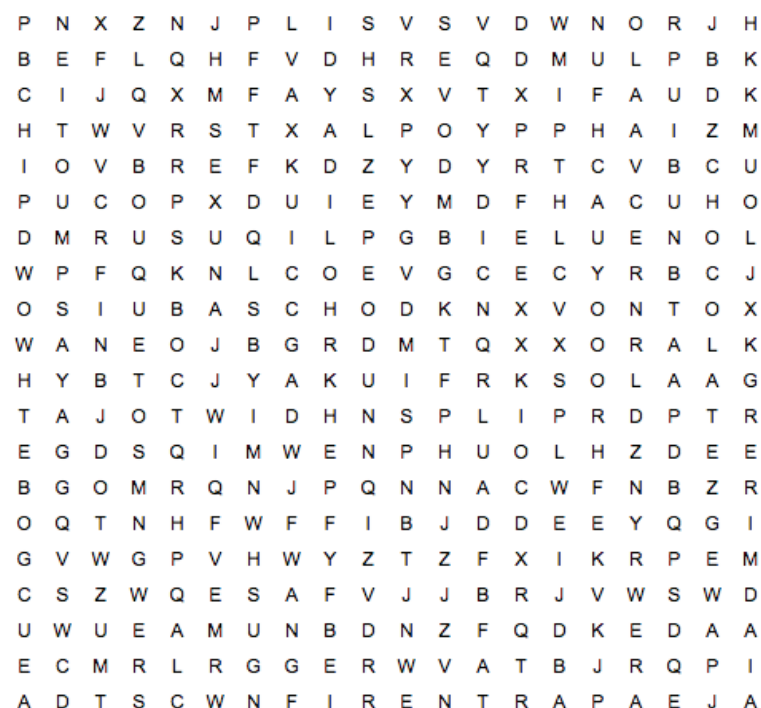 P N X Z N J P L I S V S V D W N O R J H
B E F L Q H F V D H R E Q D M U L P B K
C I J Q X M F A Y S X V T X I F A U D K
H T W V R S T X A L P O Y P P H A I Z M
I O V B R E F K D Z Y D Y R T C V B C U
P U C O P X D U I E Y M D F H A C U H O
D M R U S U Q I L P G B I E L U E N O L
W P F Q K N L C O E V G C E C Y R B C J
O S I U B A S C H O D K N X V O N T O X
W A N E O J B G R D M T Q X X O R A L K
H Y B T C J Y A K U I F R K S O L A A G
T A J O T W I D H N S P L I P R D P T R
E G D S Q I M W E N P H U O L H Z D E E
B G O M R Q N J P Q N N A C W F N B Z R
O Q T N H F W F F I B J D D E E Y Q G I
G V W G P V H W Y Z T Z F X I K R P E M
C S Z W Q E S A F V J J B R J V W S W D
U W U E A M U N B D N Z F Q D K E D A A
E C M R L R G G E R W V A T B J R Q P I
A D T S C W N F I R E N T R A P A E J A